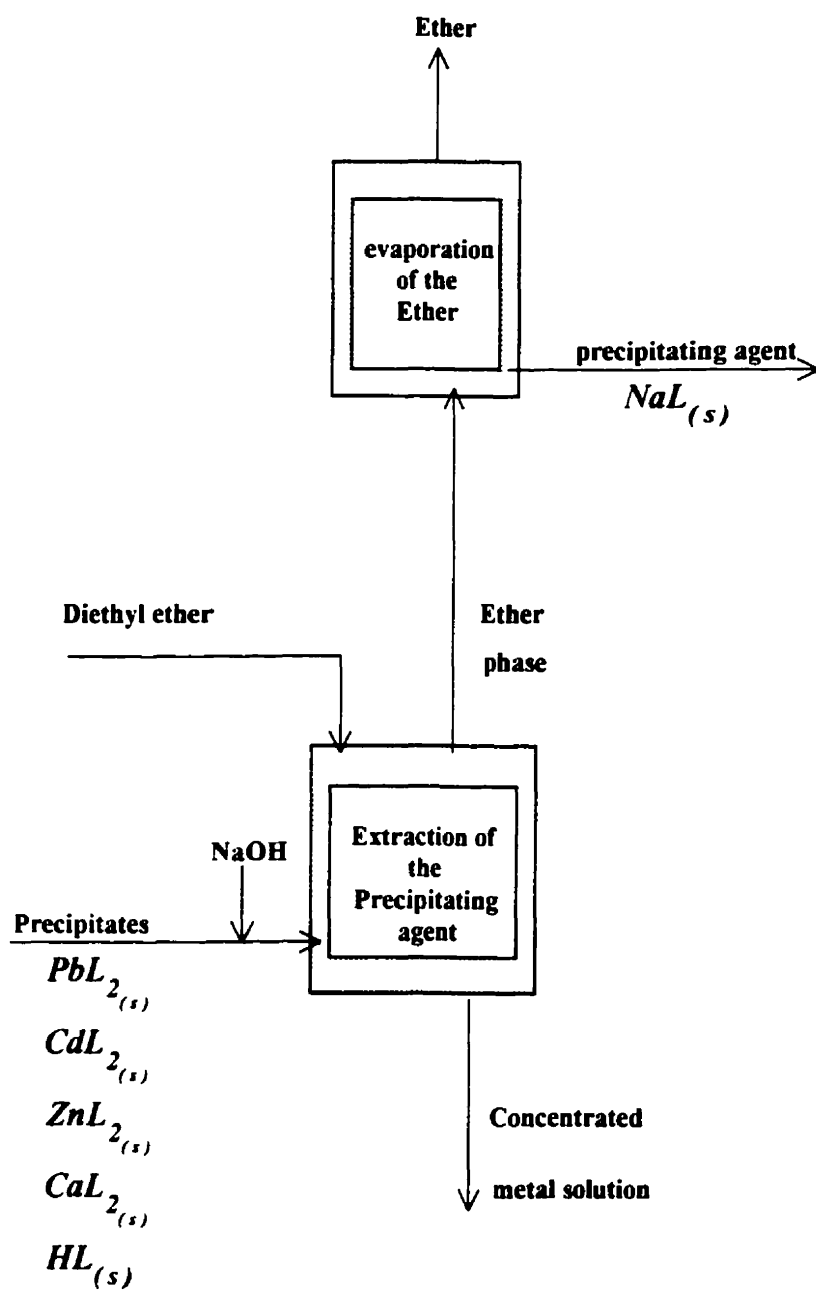 Ether
evaporation
of the
Ether
precipitating agent
NaL(s)
Diethyl ether
Ether
phase
NaOH
Extraction of
the
Precipitating
agent
Precipitates
PbL2(s)
CdL2(s)
ZnL2(s)
CaL2(s)
HL(s)
Concentrated
metal solution